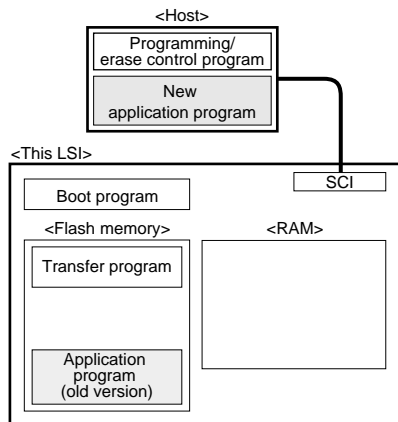 <Host>
Programming/
erase control program
New
application program
<This LSI>
SCI
Boot program
<Flash memory>
<RAM>
Transfer program
Application
program
(old version)